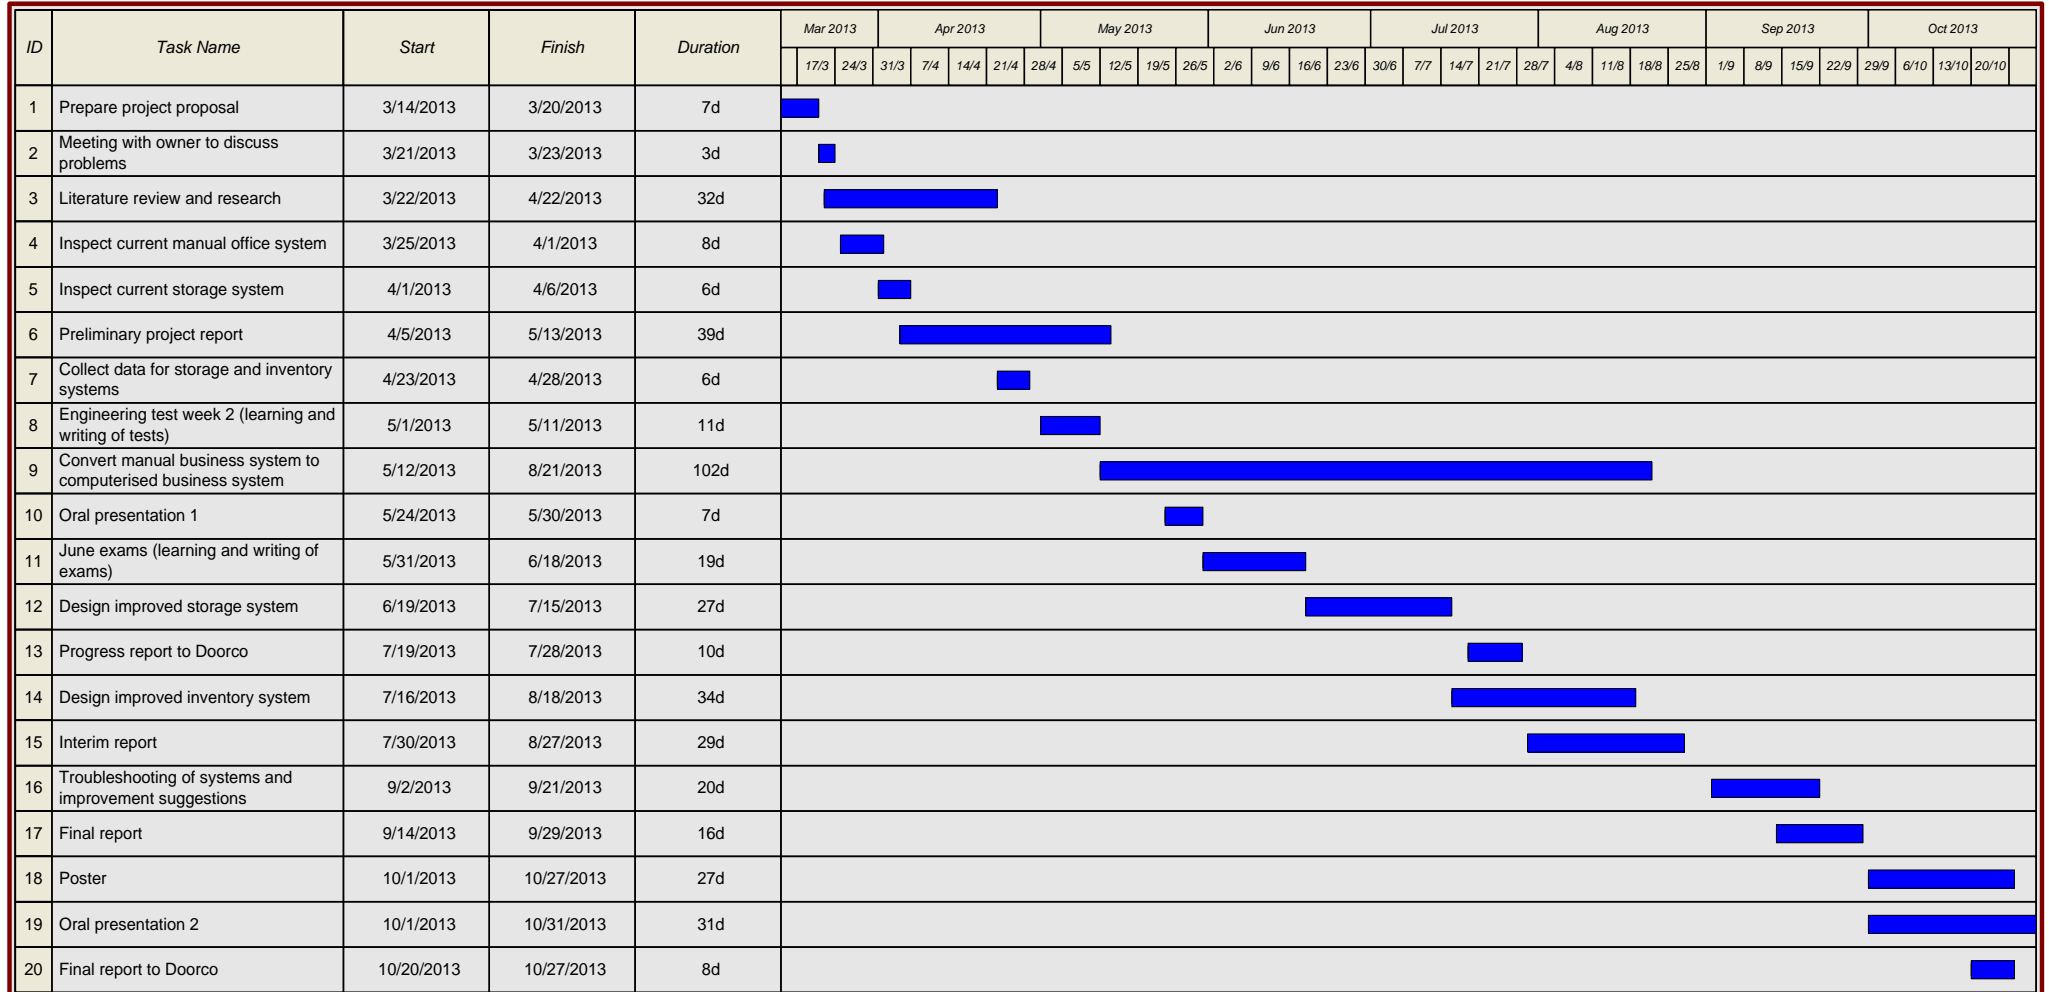 ID Task Name Start Finish Duration Mar 2013 Apr 2013 May 2013 Jun 2013 Jul 2013 Aug 2013 Sep 2013 Oct 2013
17/3 24/3 31/3 7/4 14/4 21/4 28/4 5/5 12/5 19/5 26/5 2/6 9/6 16/6 23/6 30/6 7/7 14/7 21/7 28/7 4/8 11/8 18/8 25/8 1/9 8/9 15/9 22/9 29/9 6/10 13/10 20/10
1 Prepare project proposal 3/14/2013 3/20/2013 7d
2 Meeting with owner to discuss
problems 3/21/2013 3/23/2013 3d
3 Literature review and research 3/22/2013 4/22/2013 32d
4 Inspect current manual office system 3/25/2013 4/1/2013 8d
5 Inspect current storage system 4/1/2013 4/6/2013 6d
6 Preliminary project report 4/5/2013 5/13/2013 39d
7 Collect data for storage and inventory
systems 4/23/2013 4/28/2013 6d
8 Engineering test week 2 (learning and
writing of tests) 5/1/2013 5/11/2013 11d
9 Convert manual business system to
computerised business system 5/12/2013 8/21/2013 102d
10 Oral presentation 1 5/24/2013 5/30/2013 7d
11 June exams (learning and writing of
exams) 5/31/2013 6/18/2013 19d
12 Design improved storage system 6/19/2013 7/15/2013 27d
13 Progress report to Doorco 7/19/2013 7/28/2013 10d
14 Design improved inventory system 7/16/2013 8/18/2013 34d
15 Interim report 7/30/2013 8/27/2013 29d
16 Troubleshooting of systems and
improvement suggestions 9/2/2013 9/21/2013 20d
17 Final report 9/14/2013 9/29/2013 16d
18 Poster 10/1/2013 10/27/2013 27d
19 Oral presentation 2 10/1/2013 10/31/2013 31d
20 Final report to Doorco 10/20/2013 10/27/2013 8d